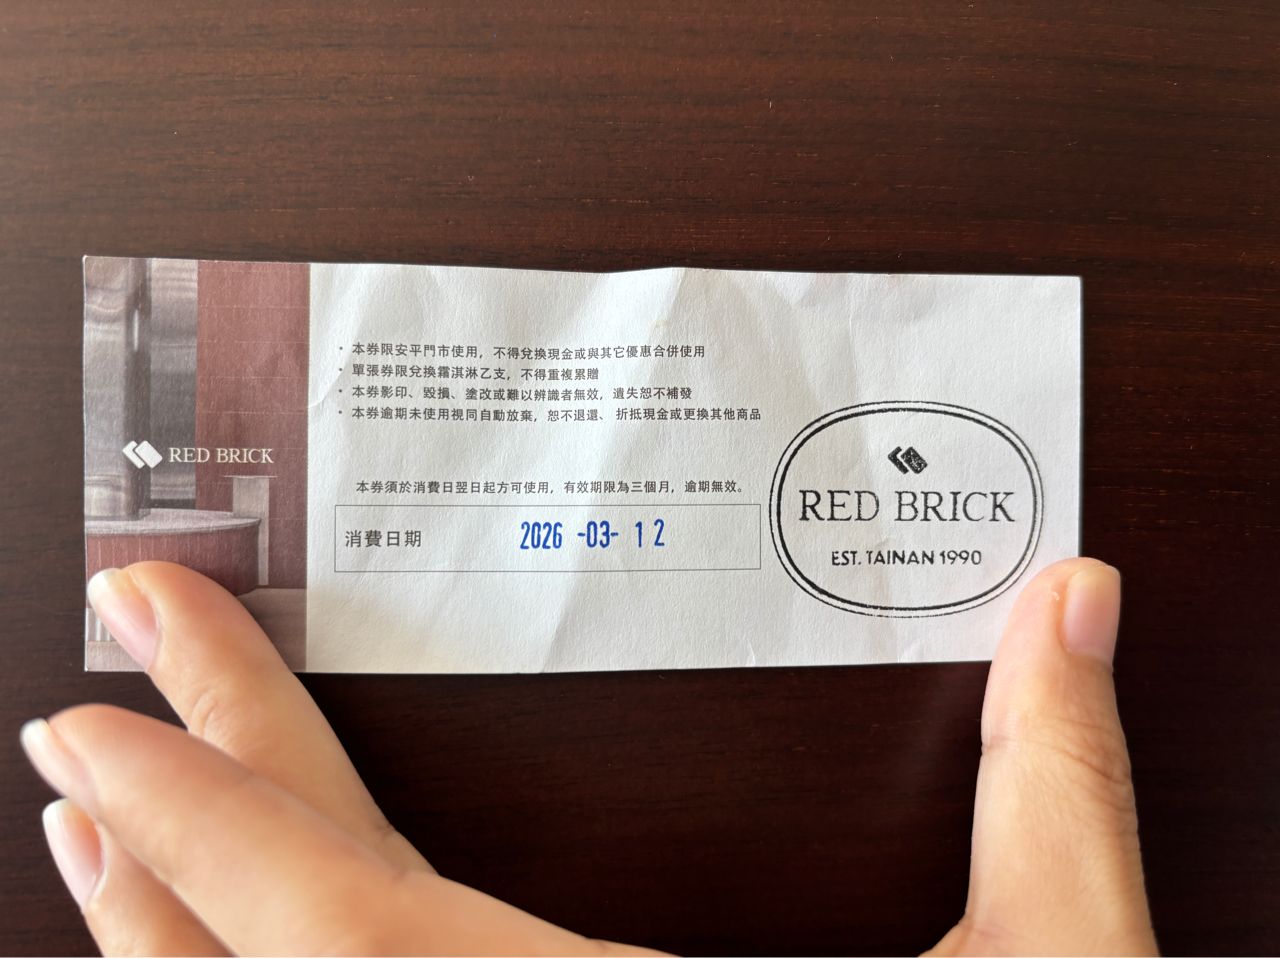 ・本券限安平門市使用，不得兌換現金或與其它優惠合併使用
・單張券限兌換霜淇淋乙支，不得重複累贈
・本券影印、毀損、塗改或難以辨識者無效，遺失恕不補發
・本券逾期未使用視同自動放棄，恕不退還、折抵現金或更換其他商品
RED BRICK
本券須於消費日翌日起方可使用，有效期限為三個月，逾期無效。
消費日期 2026 -03- 12
RED BRICK
EST. TAINAN 1990